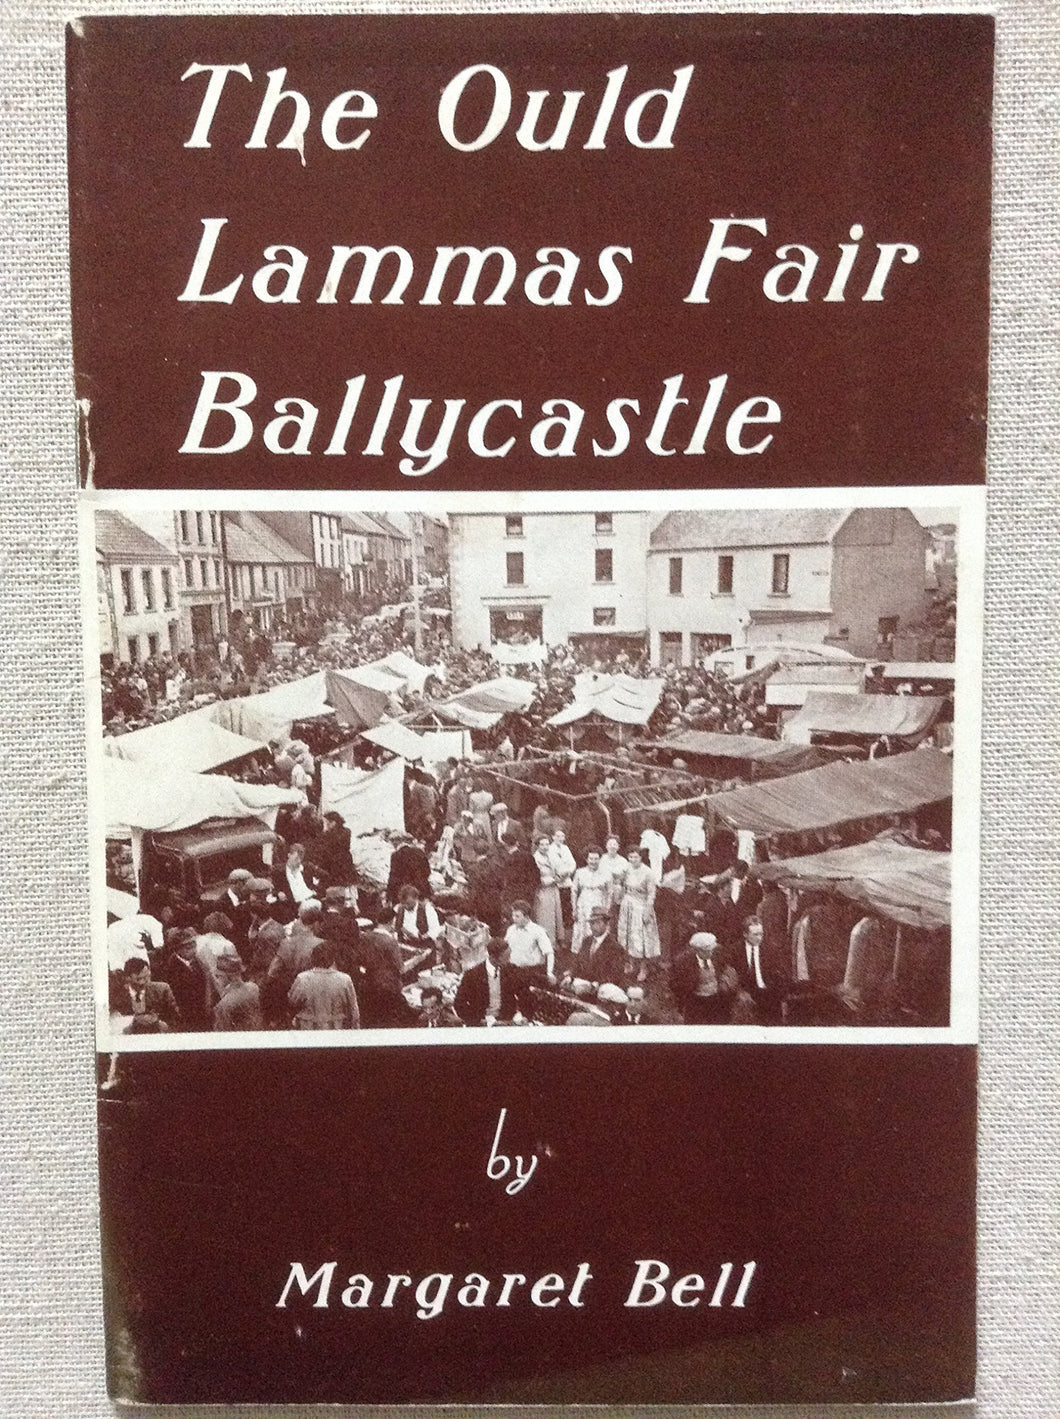 The Ould
Lammas Fair
Ballycastle
by
Margaret Bell